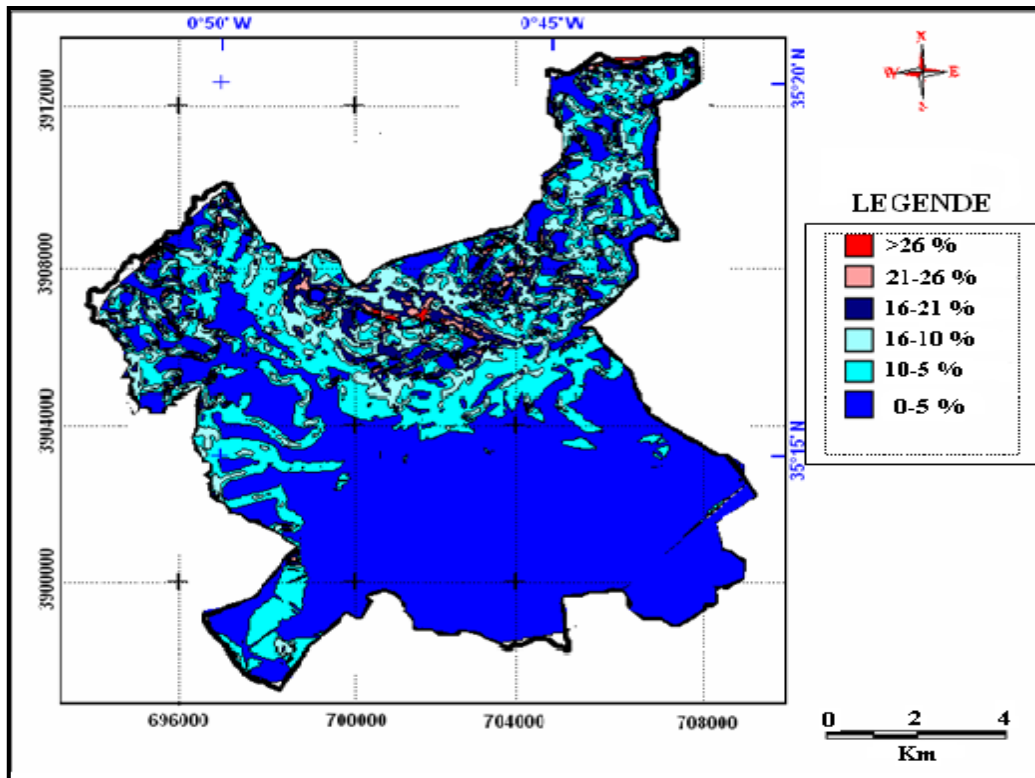 0°50' W
0°45' W
3912000
3908000
3904000
3900000
35°20' N
35°15' N
696000
700000
704000
708000
N
W
E
S
LEGENDE
>26 %
21-26 %
16-21 %
16-10 %
10-5 %
0-5 %
0
2
4
Km